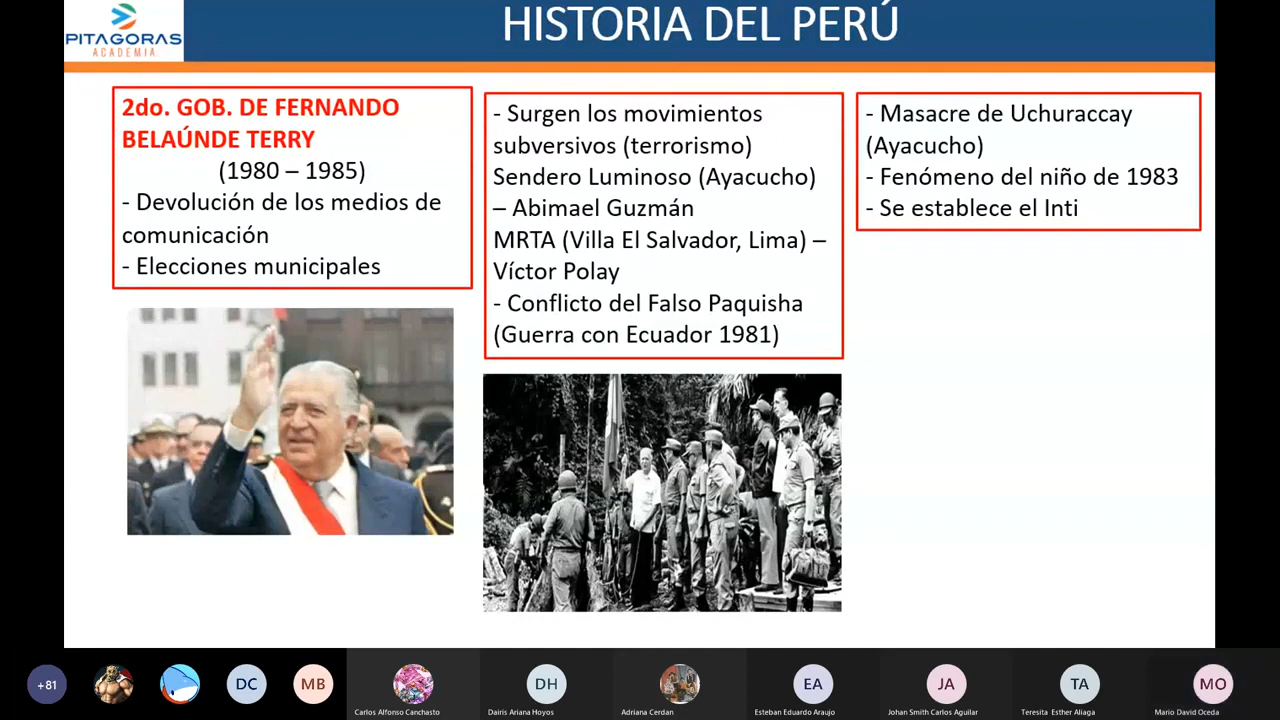 PITAGORAS
ACADEMIA
HISTORIA DEL PERÚ
2do. GOB. DE FERNANDO
BELAÚNDE TERRY
(1980 – 1985)
- Devolución de los medios de
comunicación
- Elecciones municipales
- Surgen los movimientos
subversivos (terrorismo)
Sendero Luminoso (Ayacucho)
– Abimael Guzmán
MRTA (Villa El Salvador, Lima) –
Víctor Polay
- Conflicto del Falso Paquisha
(Guerra con Ecuador 1981)
- Masacre de Uchuraccay
(Ayacucho)
- Fenómeno del niño de 1983
- Se establece el Inti
+81
DC
MB
Carlos Alfonso Canchasto
DH
Dairis Ariana Hoyos
Adriana Cerdan
EA
Esteban Eduardo Araujo
JA
Johan Smith Carlos Aguilar
TA
Teresita Esther Aliaga
MO
Mario David Oceda